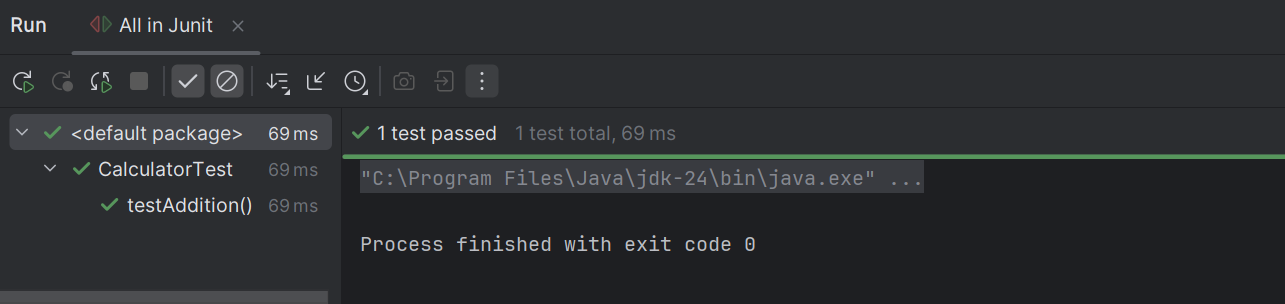 Run All in Junit
<default package> 69 ms
CalculatorTest 69 ms
testAddition() 69 ms
1 test passed 1 test total, 69 ms
"C:\Program Files\Java\jdk-24\bin\java.exe" ...
Process finished with exit code 0